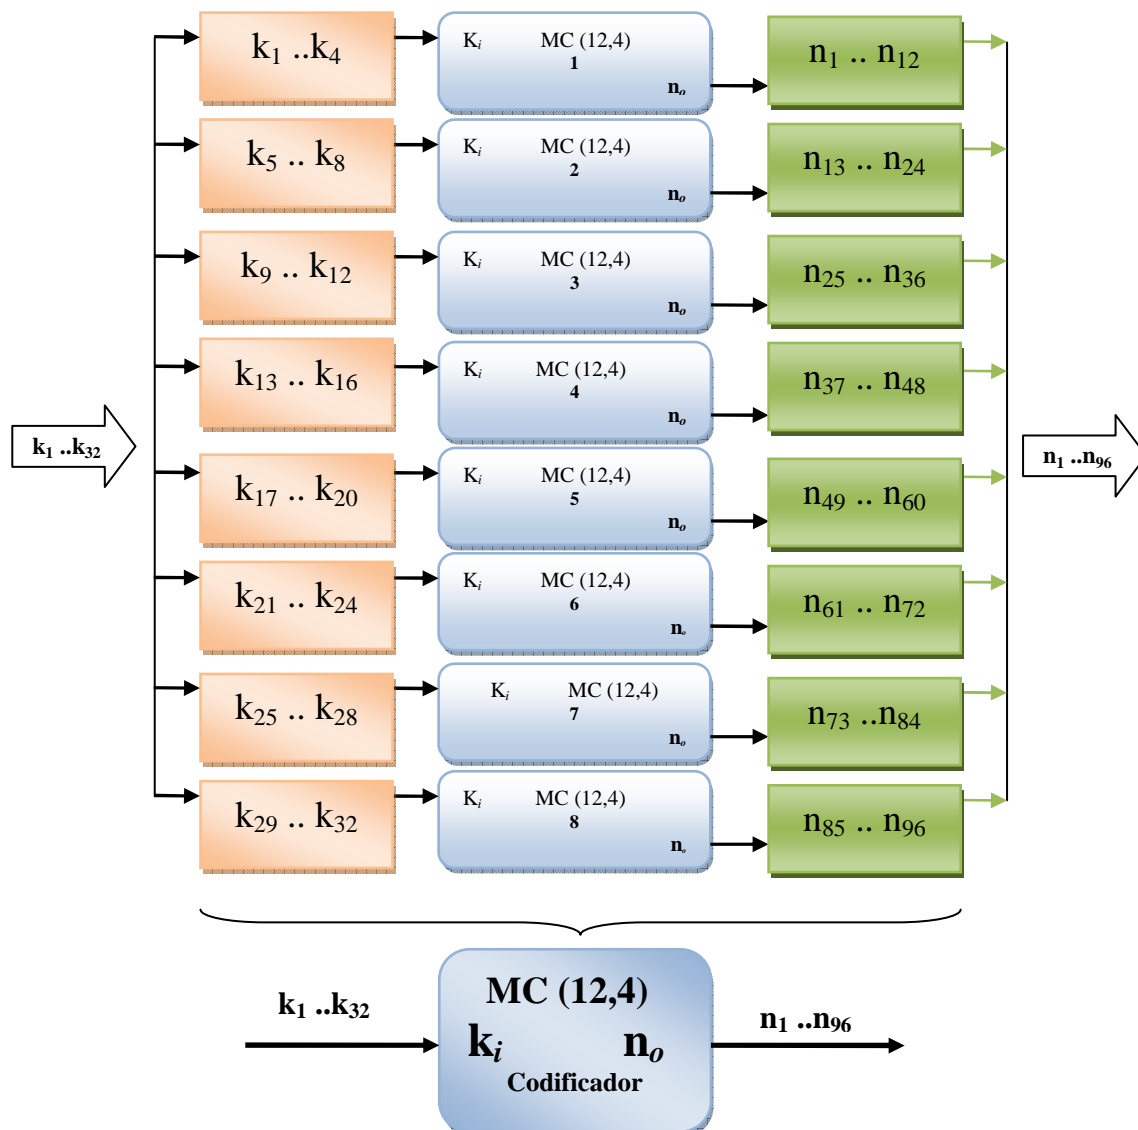 k1 ..k4
Ki MC (12,4)
1
no
n1 .. n12
k5 .. k8
Ki MC (12,4)
2
no
n13 .. n24
k9 .. k12
Ki MC (12,4)
3
no
n25 .. n36
k13 .. k16
Ki MC (12,4)
4
no
n37 .. n48
k1 ..k32
n1 ..n96
k17 .. k20
Ki MC (12,4)
5
no
n49 .. n60
k21 .. k24
Ki MC (12,4)
6
no
n61 .. n72
k25 .. k28
Ki MC (12,4)
7
no
n73 ..n84
k29 .. k32
Ki MC (12,4)
8
no
n85 .. n96
k1 ..k32
MC (12,4)
ki no
Codificador
n1 ..n96